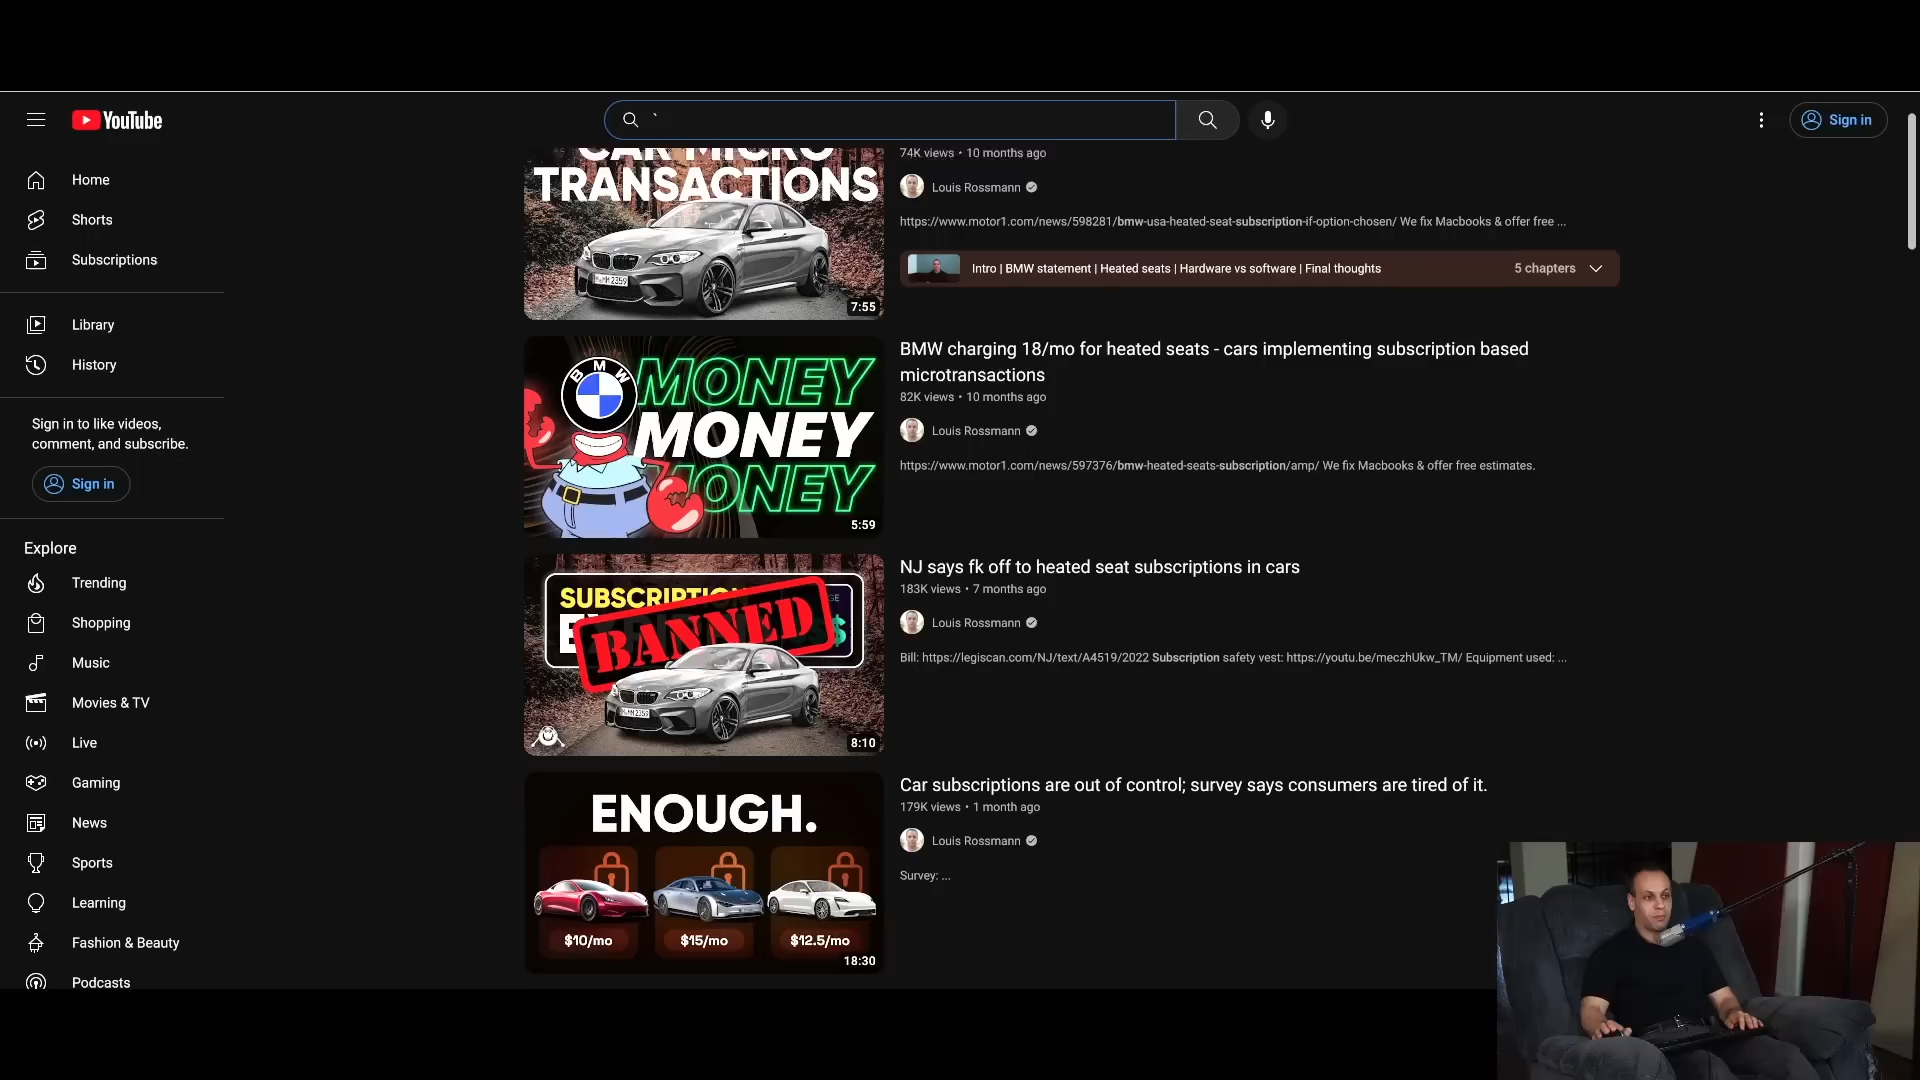 YouTube
`
Sign in
Home
Shorts
Subscriptions
Library
History
Sign in to like videos,
comment, and subscribe.
Sign in
Explore
Trending
Shopping
Music
Movies & TV
Live
Gaming
News
Sports
Learning
Fashion & Beauty
Podcasts
CAR MICRO
TRANSACTIONS
7:55
74K views • 10 months ago
Louis Rossmann
https://www.motor1.com/news/598281/bmw-usa-heated-seat-subscription-if-option-chosen/ We fix Macbooks & offer free ...
Intro | BMW statement | Heated seats | Hardware vs software | Final thoughts
5 chapters
BMW
MONEY
MONEY
MONEY
5:59
BMW charging 18/mo for heated seats - cars implementing subscription based
microtransactions
82K views • 10 months ago
Louis Rossmann
https://www.motor1.com/news/597376/bmw-heated-seats-subscription/amp/ We fix Macbooks & offer free estimates.
BANNED
8:10
NJ says fk off to heated seat subscriptions in cars
183K views • 7 months ago
Louis Rossmann
Bill: https://legiscan.com/NJ/text/A4519/2022 Subscription safety vest: https://youtu.be/meczhUkw_TM/ Equipment used: ...
ENOUGH.
$10/mo
$15/mo
$12.5/mo
18:30
Car subscriptions are out of control; survey says consumers are tired of it.
179K views • 1 month ago
Louis Rossmann
Survey: ...